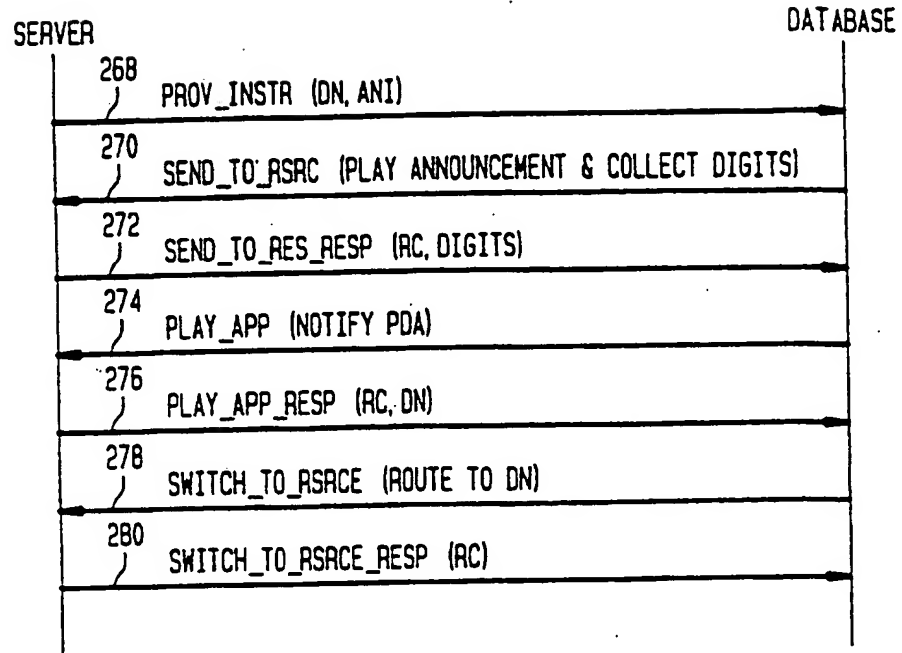 SERVER
DATABASE
268
PROV_INSTR (DN, ANI)
270
SEND_TO_RSRC (PLAY ANNOUNCEMENT & COLLECT DIGITS)
272
SEND_TO_RES_RESP (RC, DIGITS)
274
PLAY_APP (NOTIFY PDA)
276
PLAY_APP_RESP (RC, DN)
278
SWITCH_TO_RSRCE (ROUTE TO DN)
280
SWITCH_TO_RSRCE_RESP (RC)